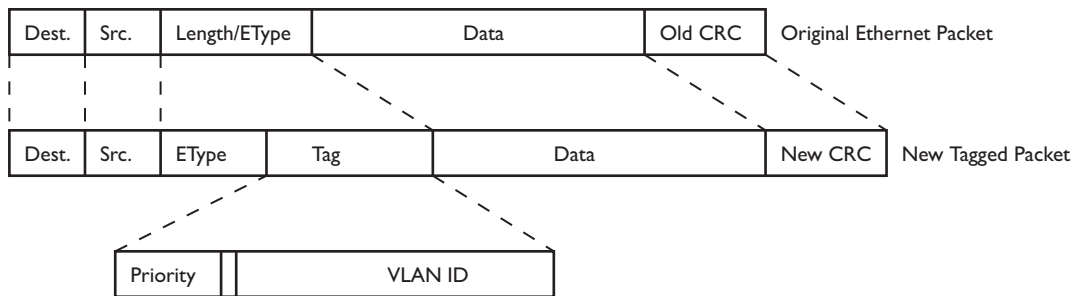 Dest. Src. Length/EType Data Old CRC Original Ethernet Packet
Dest. Src. EType Tag Data New CRC New Tagged Packet
Priority VLAN ID